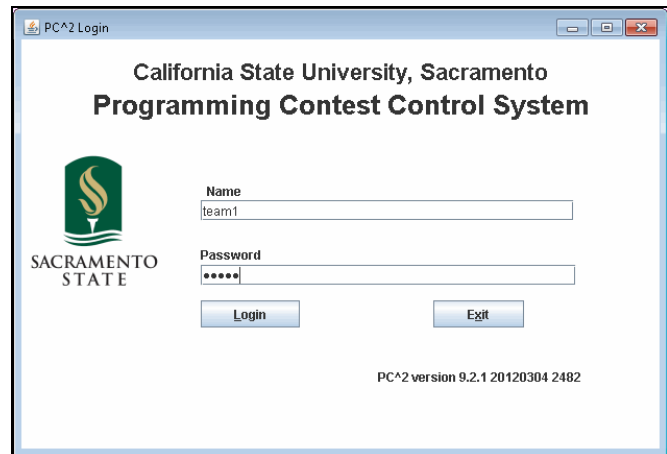 PC^2 Login
California State University, Sacramento
Programming Contest Control System
Name
team1
SACRAMENTO
STATE
Password
•••••
Login
Exit
PC^2 version 9.2.1 20120304 2482